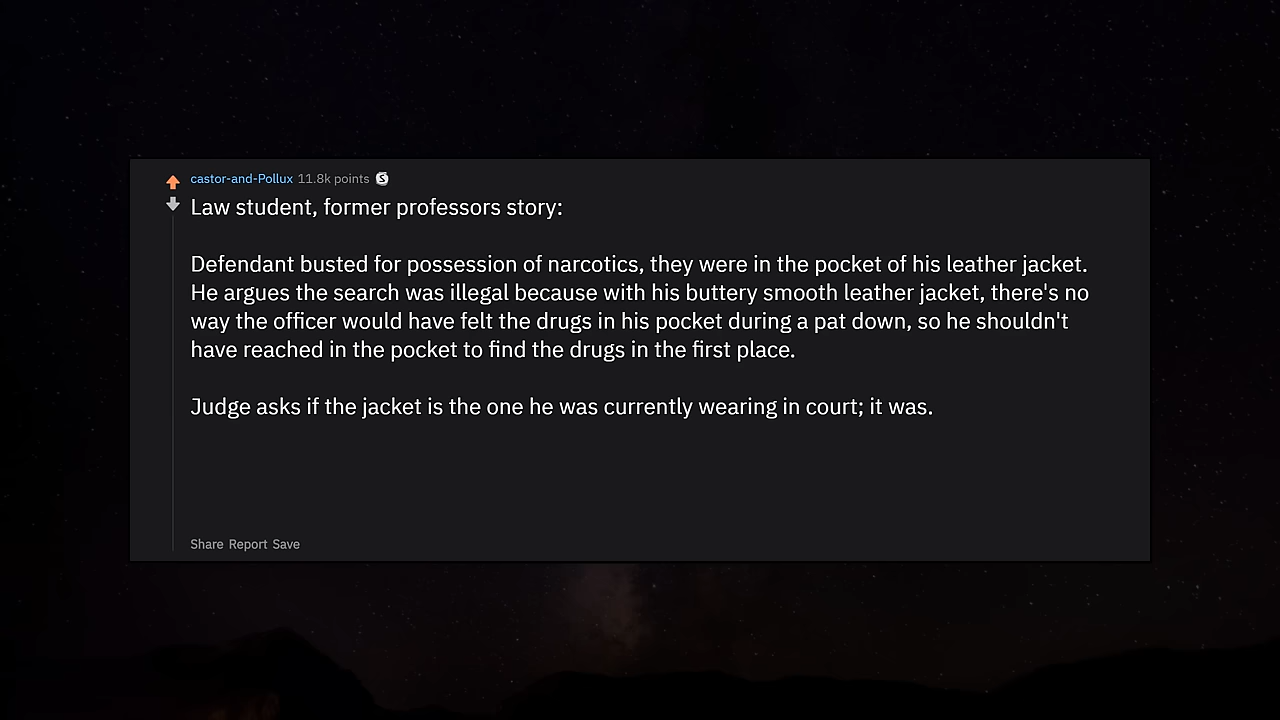 castor-and-Pollux 11.8k points S
Law student, former professors story:
Defendant busted for possession of narcotics, they were in the pocket of his leather jacket.
He argues the search was illegal because with his buttery smooth leather jacket, there's no
way the officer would have felt the drugs in his pocket during a pat down, so he shouldn't
have reached in the pocket to find the drugs in the first place.
Judge asks if the jacket is the one he was currently wearing in court; it was.
Share Report Save